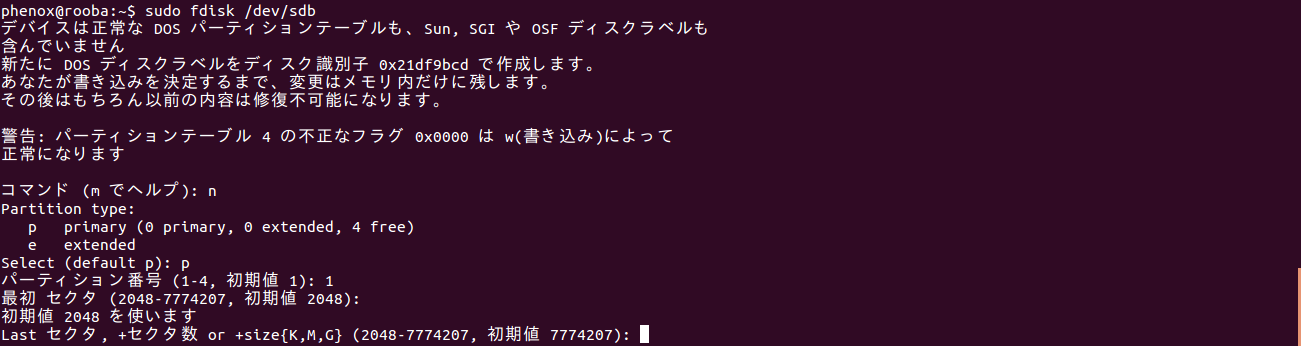 phenox@rooba:~$ sudo fdisk /dev/sdb
デバイスは正常な DOS パーティションテーブルも、Sun, SGI や OSF ディスクラベルも
含んでいません
新たに DOS ディスクラベルをディスク識別子 0x21df9bcd で作成します。
あなたが書き込みを決定するまで、変更はメモリ内だけに残します。
その後はもちろん以前の内容は修復不可能になります。

警告: パーティションテーブル 4 の不正なフラグ 0x0000 は w(書き込み)によって
正常になります

コマンド (m でヘルプ): n
Partition type:
   p   primary (0 primary, 0 extended, 4 free)
   e   extended
Select (default p): p
パーティション番号 (1-4, 初期値 1): 1
最初 セクタ (2048-7774207, 初期値 2048):
初期値 2048 を使います
Last セクタ, +セクタ数 or +size{K,M,G} (2048-7774207, 初期値 7774207):